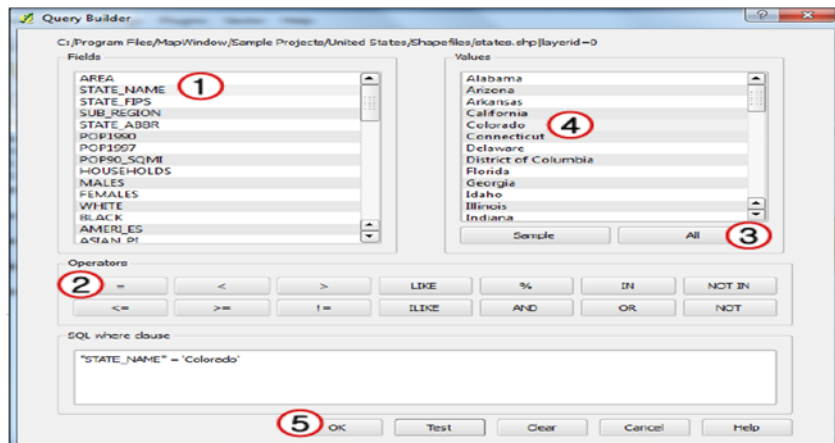 Query Builder
C:/Program Files/MapWindow/Sample Projects/United States/Shapefiles/states.shp|layerid=0
Fields
AREA
STATE_NAME
1
STATE_FIPS
SUB_REGION
STATE_ABBR
POP1990
POP1997
POP90_SQMI
HOUSEHOLDS
MALES
FEMALES
WHITE
BLACK
AMERI_ES
ASIAN_PI
Values
Alabama
Arizona
Arkansas
California
Colorado
4
Connecticut
Delaware
District of Columbia
Florida
Georgia
Idaho
Illinois
Indiana
Sample All 3
Operators
2 = < > LIKE % IN NOT IN
<= >= != ILIKE AND OR NOT
SQL where clause
"STATE_NAME" = 'Colorado'
5 OK Test Clear Cancel Help